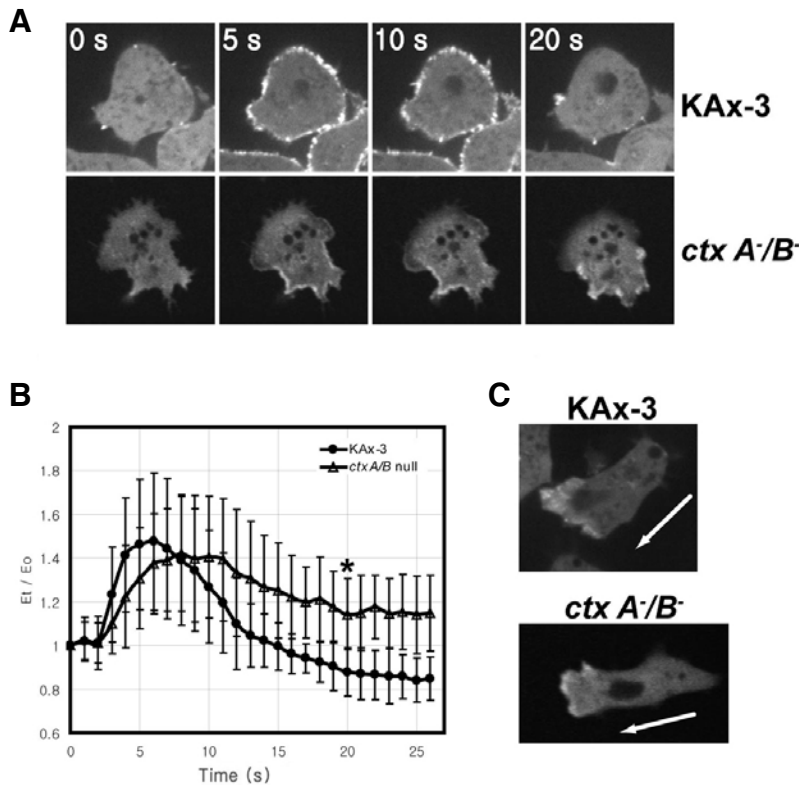 A
0 s 5 s 10 s 20 s
KAx-3
ctx A-/B-
B
2
1.8
1.6
1.4
1.2
1
0.8
0.6
Et / Eo
KAx-3
ctx A/B null
*
0 5 10 15 20 25
Time (s)
C
KAx-3
ctx A-/B-